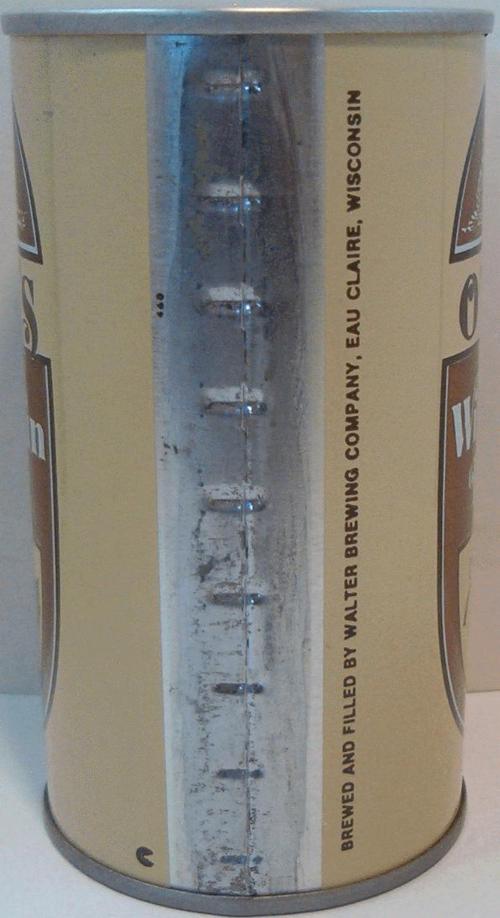 BREWED AND FILLED BY WALTER BREWING COMPANY, EAU CLAIRE, WISCONSIN